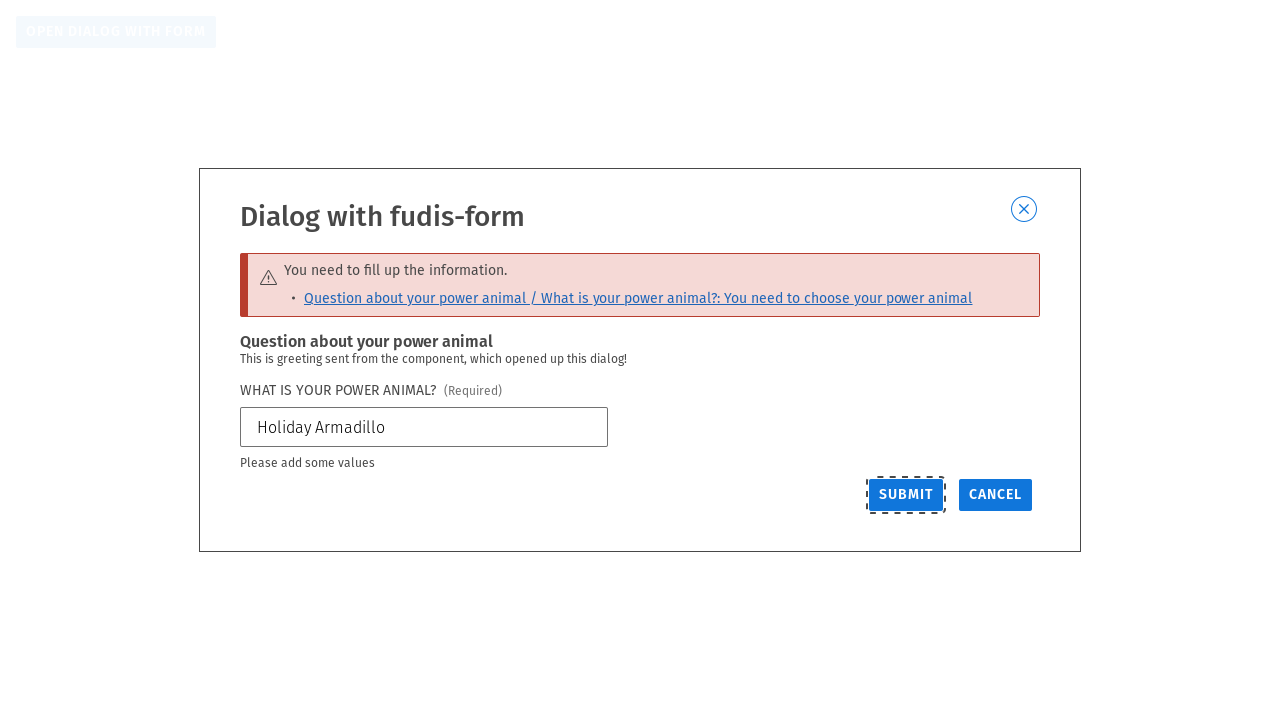 OPEN DIALOG WITH FORM
Dialog with fudis-form
You need to fill up the information.
• Question about your power animal / What is your power animal?: You need to choose your power animal
Question about your power animal
This is greeting sent from the component, which opened up this dialog!
WHAT IS YOUR POWER ANIMAL? (Required)
Holiday Armadillo
Please add some values
SUBMIT CANCEL